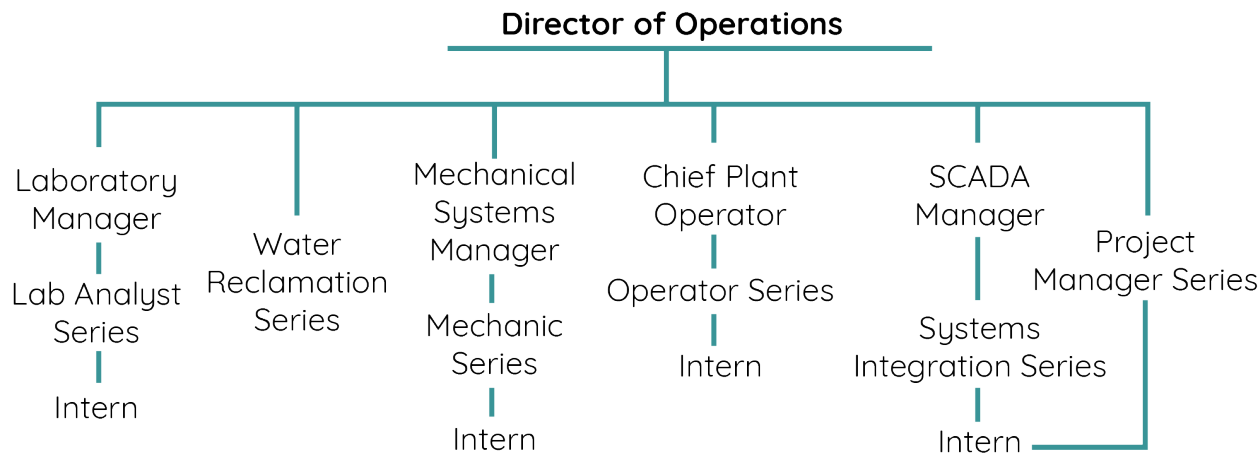 Director of Operations
Laboratory
Manager
Lab Analyst
Series
Intern
Water
Reclamation
Series
Mechanical
Systems
Manager
Mechanic
Series
Intern
Chief Plant
Operator
Operator Series
Intern
SCADA
Manager
Systems
Integration Series
Intern
Project
Manager Series